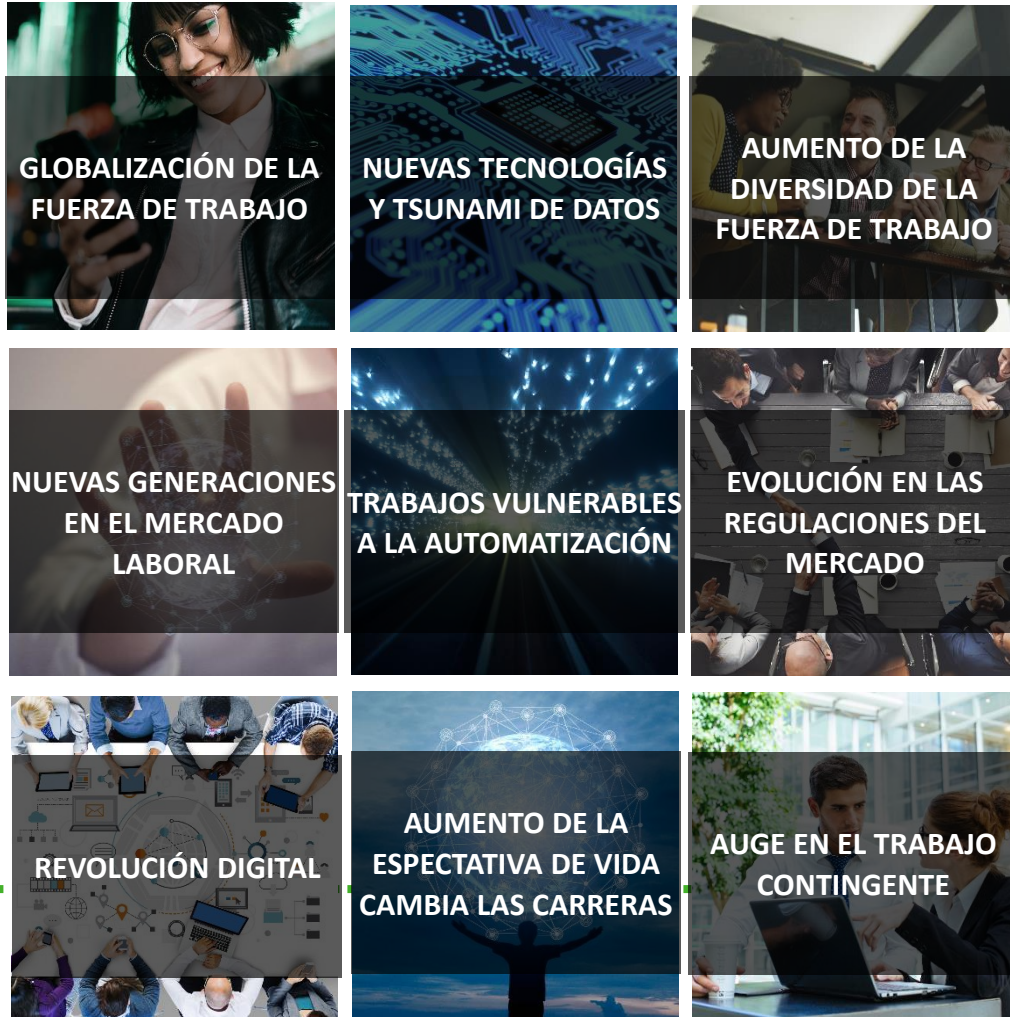 GLOBALIZACIÓN DE LA
FUERZA DE TRABAJO
NUEVAS TECNOLOGÍAS
Y TSUNAMI DE DATOS
AUMENTO DE LA
DIVERSIDAD DE LA
FUERZA DE TRABAJO
NUEVAS GENERACIONES
EN EL MERCADO
LABORAL
TRABAJOS VULNERABLES
A LA AUTOMATIZACIÓN
EVOLUCIÓN EN LAS
REGULACIONES DEL
MERCADO
REVOLUCIÓN DIGITAL
AUMENTO DE LA
ESPECTATIVA DE VIDA
CAMBIA LAS CARRERAS
AUGE EN EL TRABAJO
CONTINGENTE